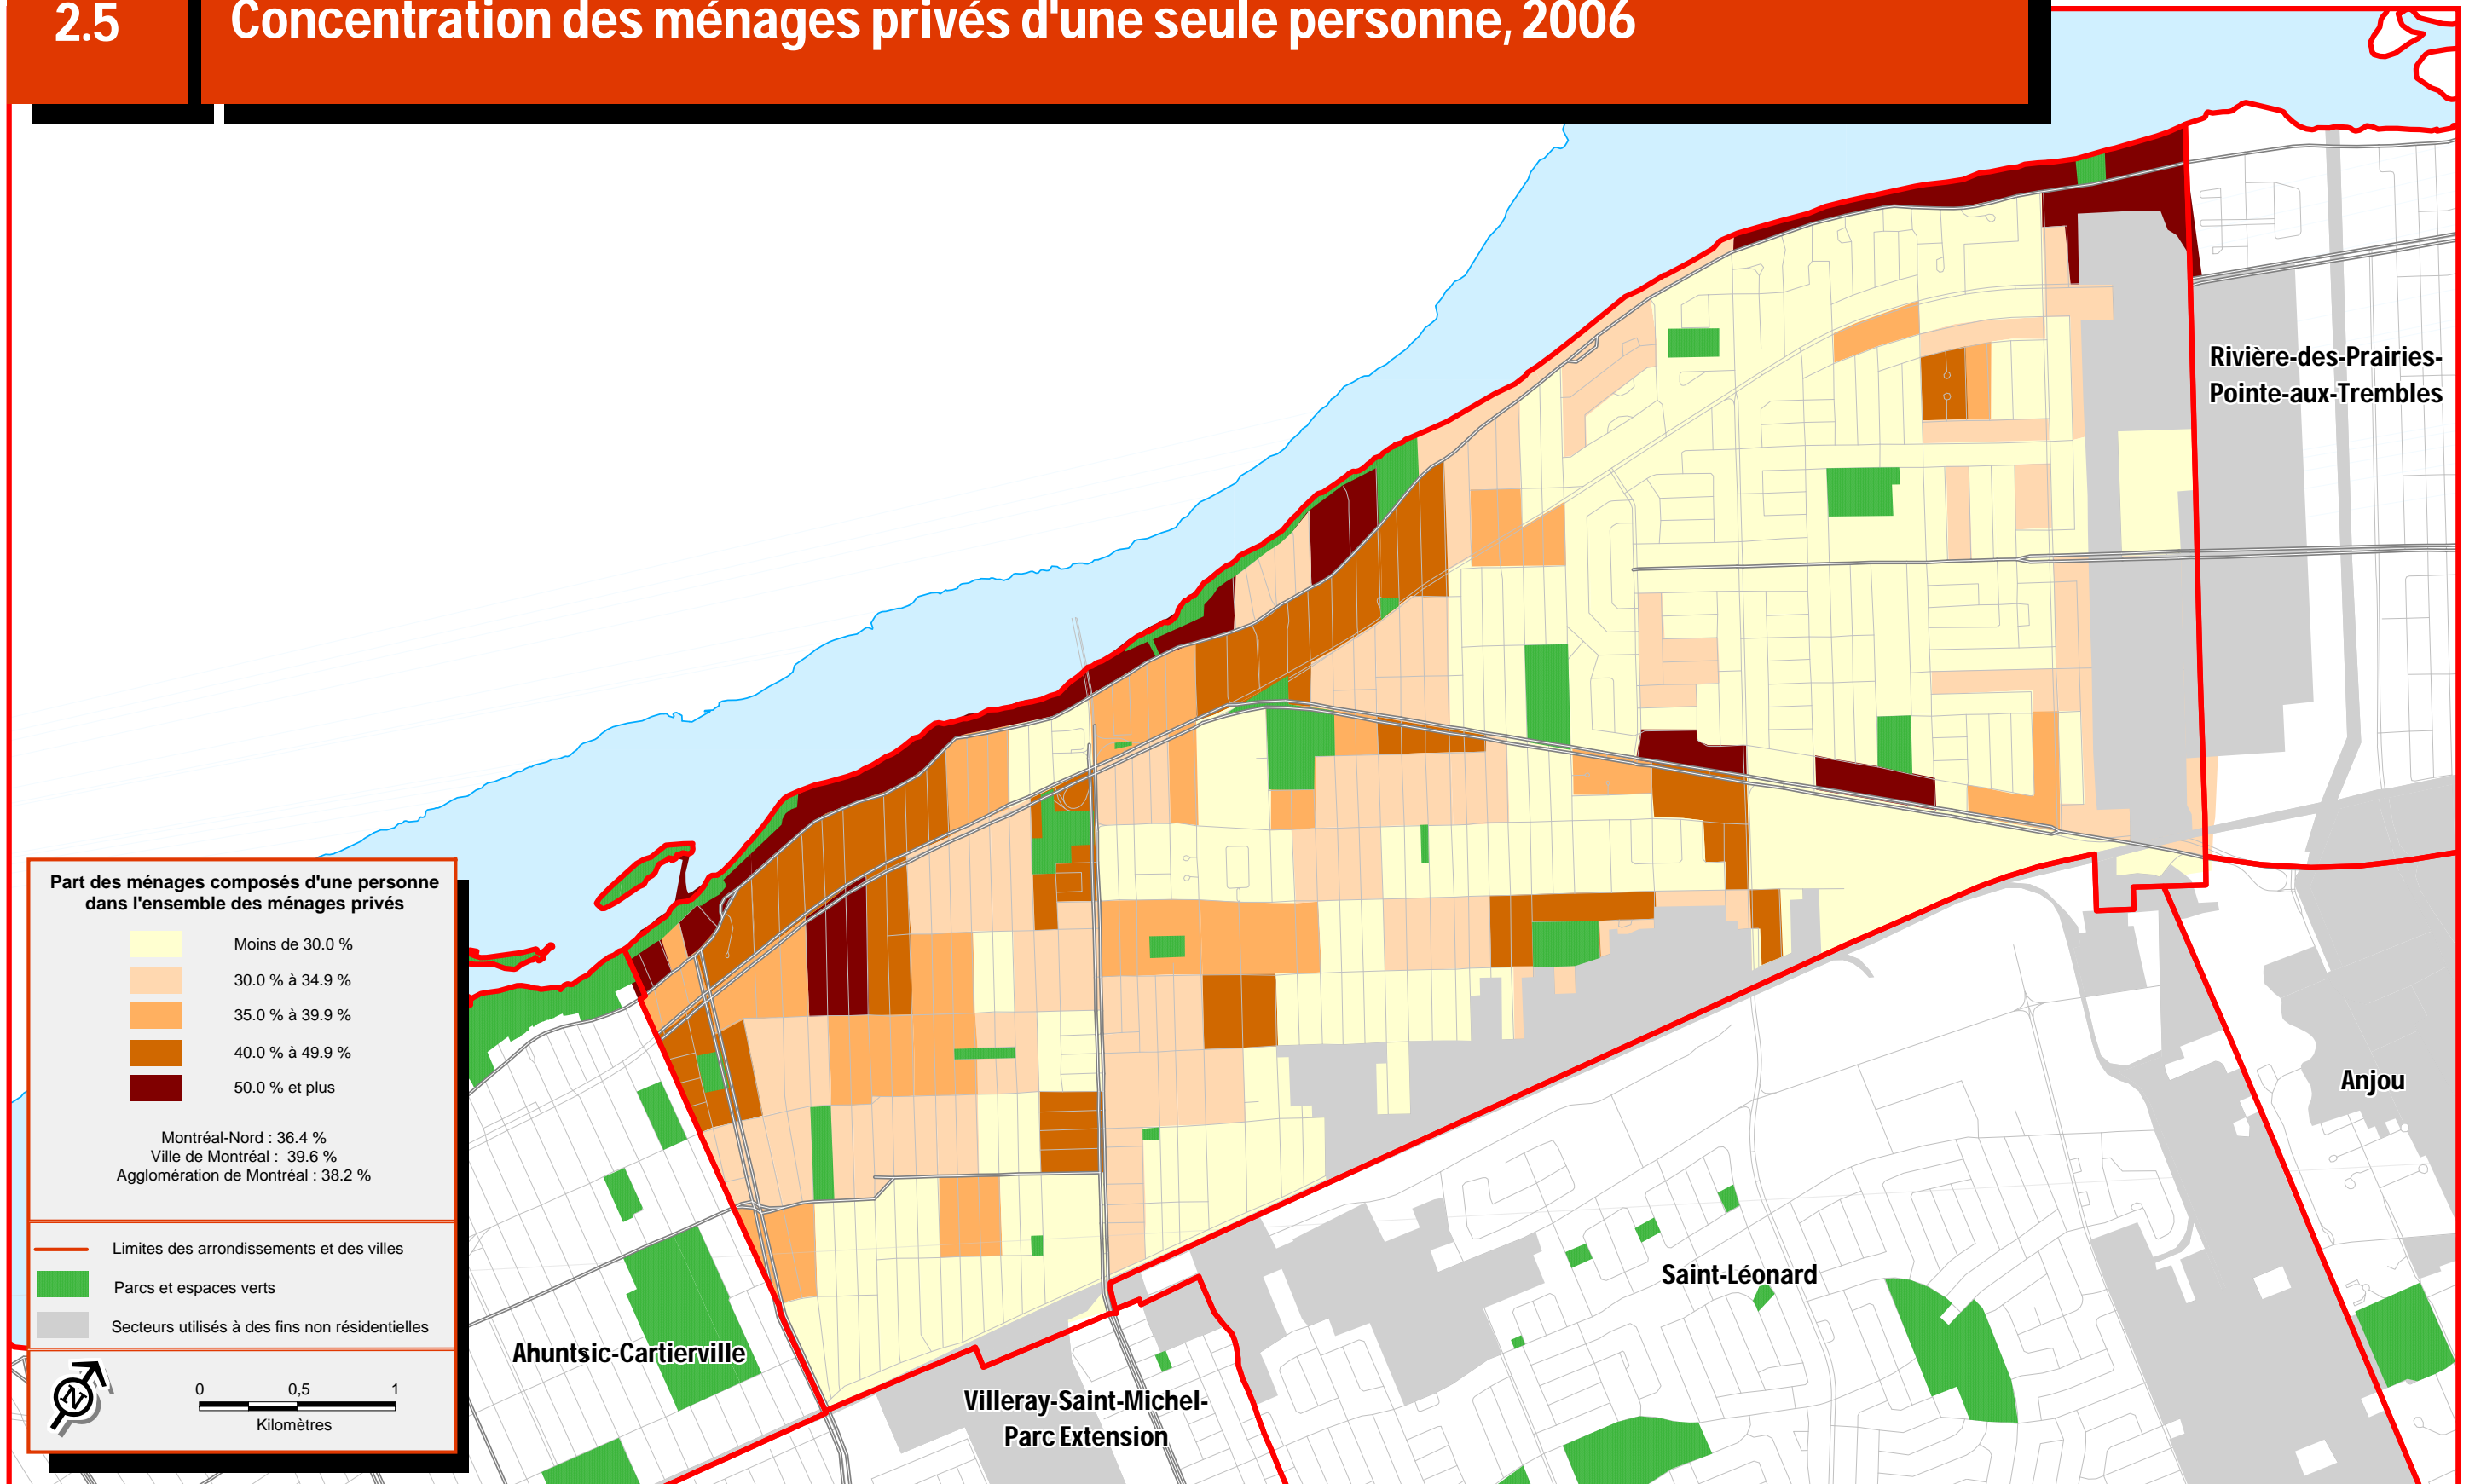 2.5
Concentration des ménages privés d'une seule personne, 2006
Rivière-des-Prairies-
Pointe-aux-Trembles
Part des ménages composés d'une personne
dans l'ensemble des ménages privés
Moins de 30.0 %
30.0 % à 34.9 %
35.0 % à 39.9 %
40.0 % à 49.9 %
50.0 % et plus
Montréal-Nord : 36.4 %
Ville de Montréal : 39.6 %
Agglomération de Montréal : 38.2 %
Limites des arrondissements et des villes
Parcs et espaces verts
Secteurs utilisés à des fins non résidentielles
N
0 0,5 1
Kilomètres
Anjou
Saint-Léonard
Ahuntsic-Cartierville
Villeray-Saint-Michel-
Parc Extension